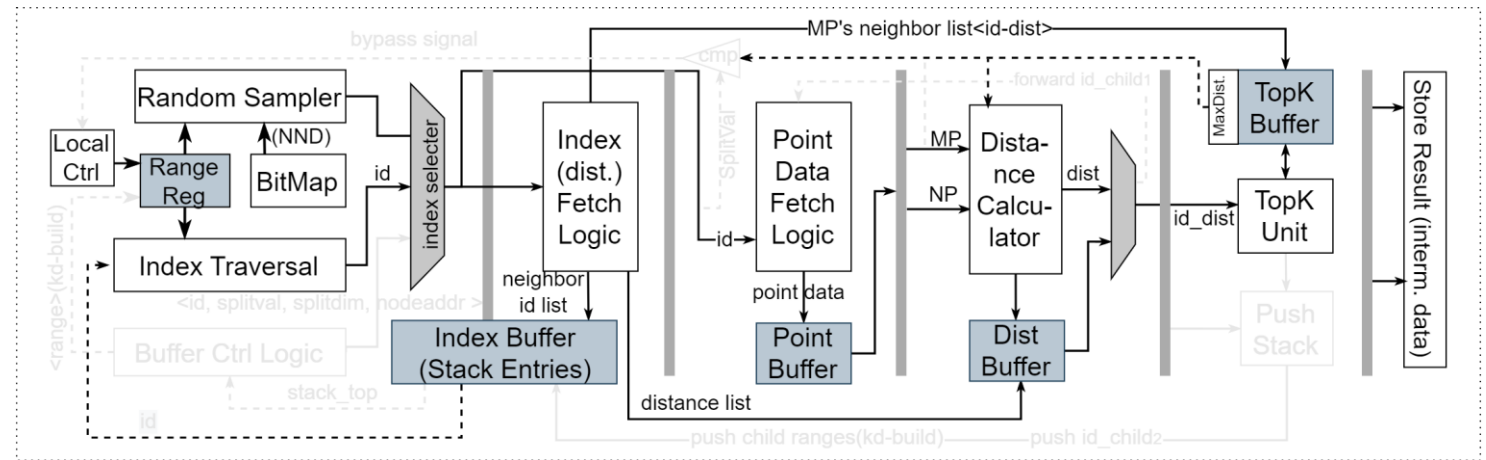 MP's neighbor list<id-dist>
bypass signal
cmp
forward id_child1
Random Sampler
(NND)
Local
Ctrl
Range
Reg
BitMap
id
index selector
Index Traversal
<range>(kd-build)
<id, splitval, splitdim, nodeaddr >
Buffer Ctrl Logic
stack_top
id
Index
(dist.)
Fetch
Logic
neighbor
id list
Index Buffer
(Stack Entries)
distance list
SplitVal
id
Point
Data
Fetch
Logic
point data
Point
Buffer
MP
NP
Dista-
nce
Calcu-
lator
dist
Dist
Buffer
id_dist
MaxDist.
TopK
Buffer
TopK
Unit
Push
Stack
push child ranges(kd-build)
push id_child2
Store Result (interm. data)